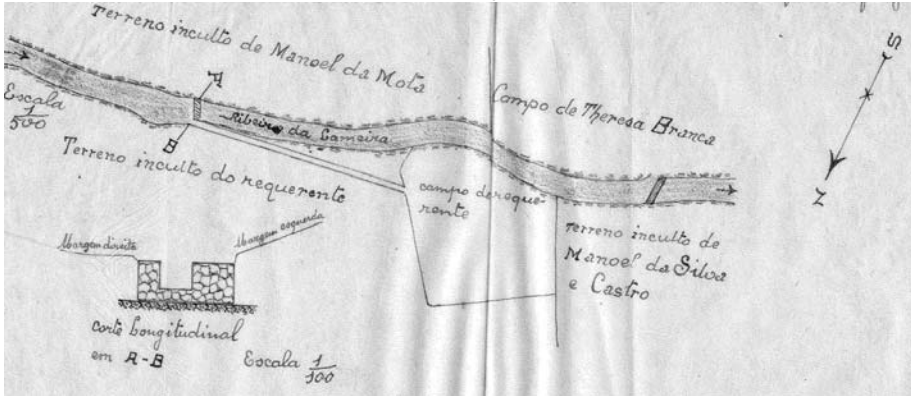 Terreno inculto de Manoel da Mota
Escala
1/500
A
B
Ribeiro da Gameira
Campo de Theresa Branca
S
N
Terreno inculto do requerente
campo do reque-
rente
terreno inculto de
Manoel da Silva
e Castro
Margem direita
Margem esquerda
corte longitudinal
em A-B
Escala 1/100